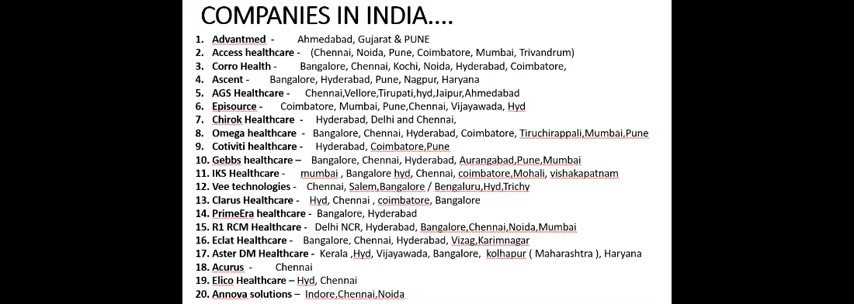 COMPANIES IN INDIA....
1. Advantmed - Ahmedabad, Gujarat & PUNE
2. Access healthcare - (Chennai, Noida, Pune, Coimbatore, Mumbai, Trivandrum)
3. Corro Health - Bangalore, Chennai, Kochi, Noida, Hyderabad, Coimbatore,
4. Ascent - Bangalore, Hyderabad, Pune, Nagpur, Haryana
5. AGS Healthcare - Chennai,Vellore,Tirupati,hyd,Jaipur,Ahmedabad
6. Episource - Coimbatore, Mumbai, Pune,Chennai, Vijayawada, Hyd
7. Chirok Healthcare - Hyderabad, Delhi and Chennai,
8. Omega healthcare - Bangalore, Chennai, Hyderabad, Coimbatore, Tiruchirappali,Mumbai,Pune
9. Cotiviti healthcare - Hyderabad, Coimbatore,Pune
10. Gebbs healthcare – Bangalore, Chennai, Hyderabad, Aurangabad,Pune,Mumbai
11. IKS Healthcare - mumbai , Bangalore hyd, Chennai, coimbatore,Mohali, vishakapatnam
12. Vee technologies - Chennai, Salem,Bangalore / Bengaluru,Hyd,Trichy
13. Clarus Healthcare - Hyd, Chennai , coimbatore, Bangalore
14. PrimeEra healthcare - Bangalore, Hyderabad
15. R1 RCM Healthcare - Delhi NCR, Hyderabad, Bangalore,Chennai,Noida,Mumbai
16. Eclat Healthcare - Bangalore, Chennai, Hyderabad, Vizag,Karimnagar
17. Aster DM Healthcare - Kerala ,Hyd, Vijayawada, Bangalore, kolhapur ( Maharashtra ), Haryana
18. Acurus - Chennai
19. Elico Healthcare – Hyd, Chennai
20. Annova solutions – Indore,Chennai,Noida